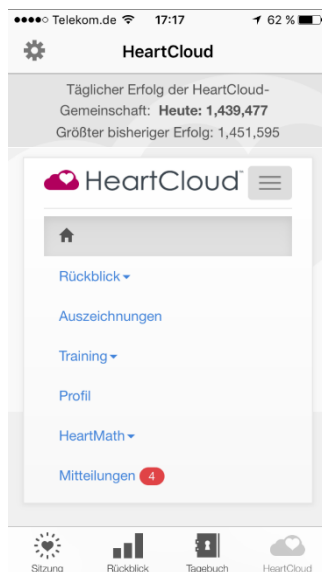 Telekom.de 17:17 62 %
HeartCloud
Täglicher Erfolg der HeartCloud-
Gemeinschaft: Heute: 1,439,477
Größter bisheriger Erfolg: 1,451,595
HeartCloud™
Rückblick
Auszeichnungen
Training
Profil
HeartMath
Mitteilungen 4
Sitzung Rückblick Tagebuch HeartCloud